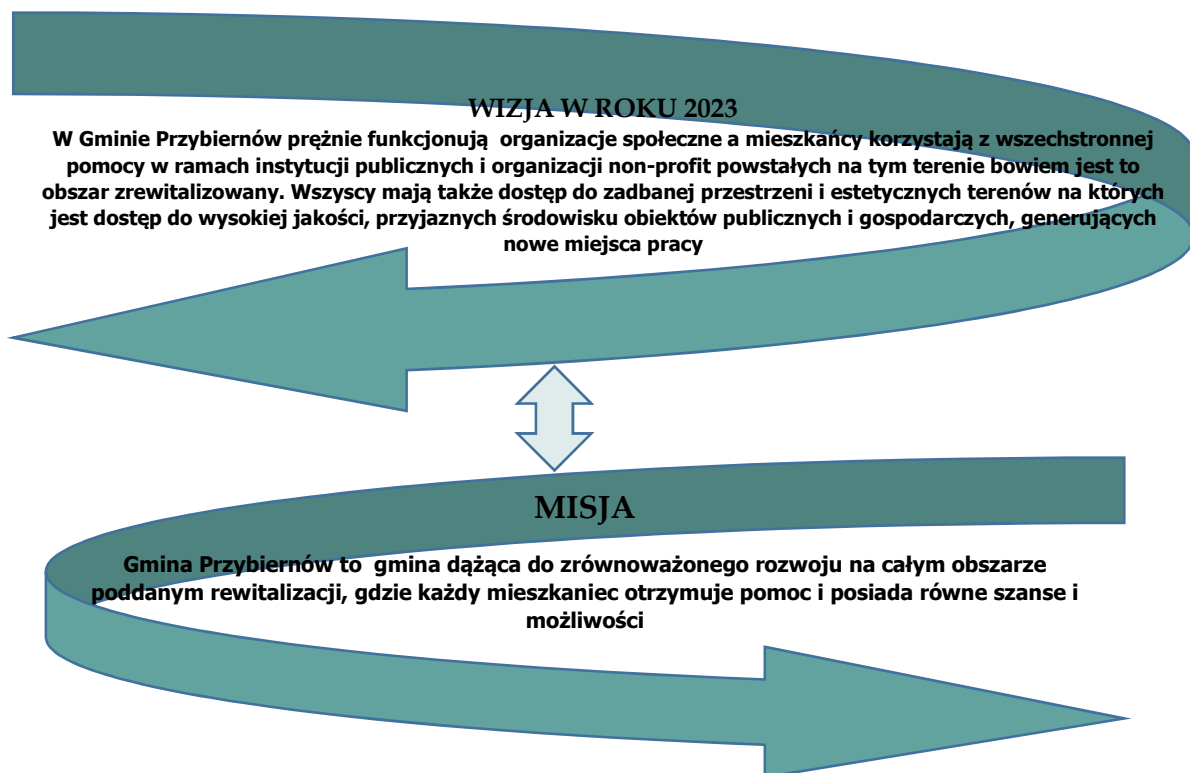 WIZJA W ROKU 2023
W Gminie Przybiernów prężnie funkcjonują organizacje społeczne a mieszkańcy korzystają z wszechstronnej
pomocy w ramach instytucji publicznych i organizacji non-profit powstałych na tym terenie bowiem jest to
obszar zrewitalizowany. Wszyscy mają także dostęp do zadbanej przestrzeni i estetycznych terenów na których
jest dostęp do wysokiej jakości, przyjaznych środowisku obiektów publicznych i gospodarczych, generujących
nowe miejsca pracy
MISJA
Gmina Przybiernów to gmina dążąca do zrównoważonego rozwoju na całym obszarze
poddanym rewitalizacji, gdzie każdy mieszkaniec otrzymuje pomoc i posiada równe szanse i
możliwości